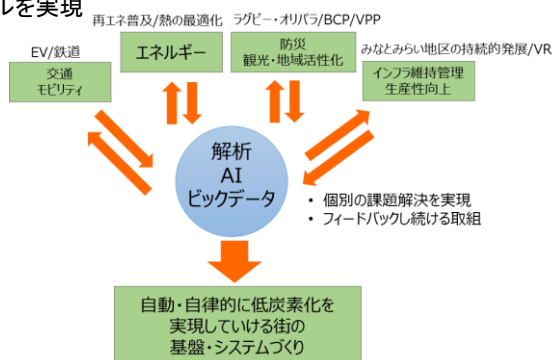 ルを実現
再エネ普及/熱の最適化
ラグビー・オリパラ/BCP/VPP
EV/鉄道
みなとみらい地区の持続的発展/VR
交通
モビリティ
エネルギー
防災
観光・地域活性化
インフラ維持管理
生産性向上
解析
AI
ビックデータ
• 個別の課題解決を実現
• フィードバックし続ける取組
自動・自律的に低炭素化を
実現していける街の
基盤・システムづくり